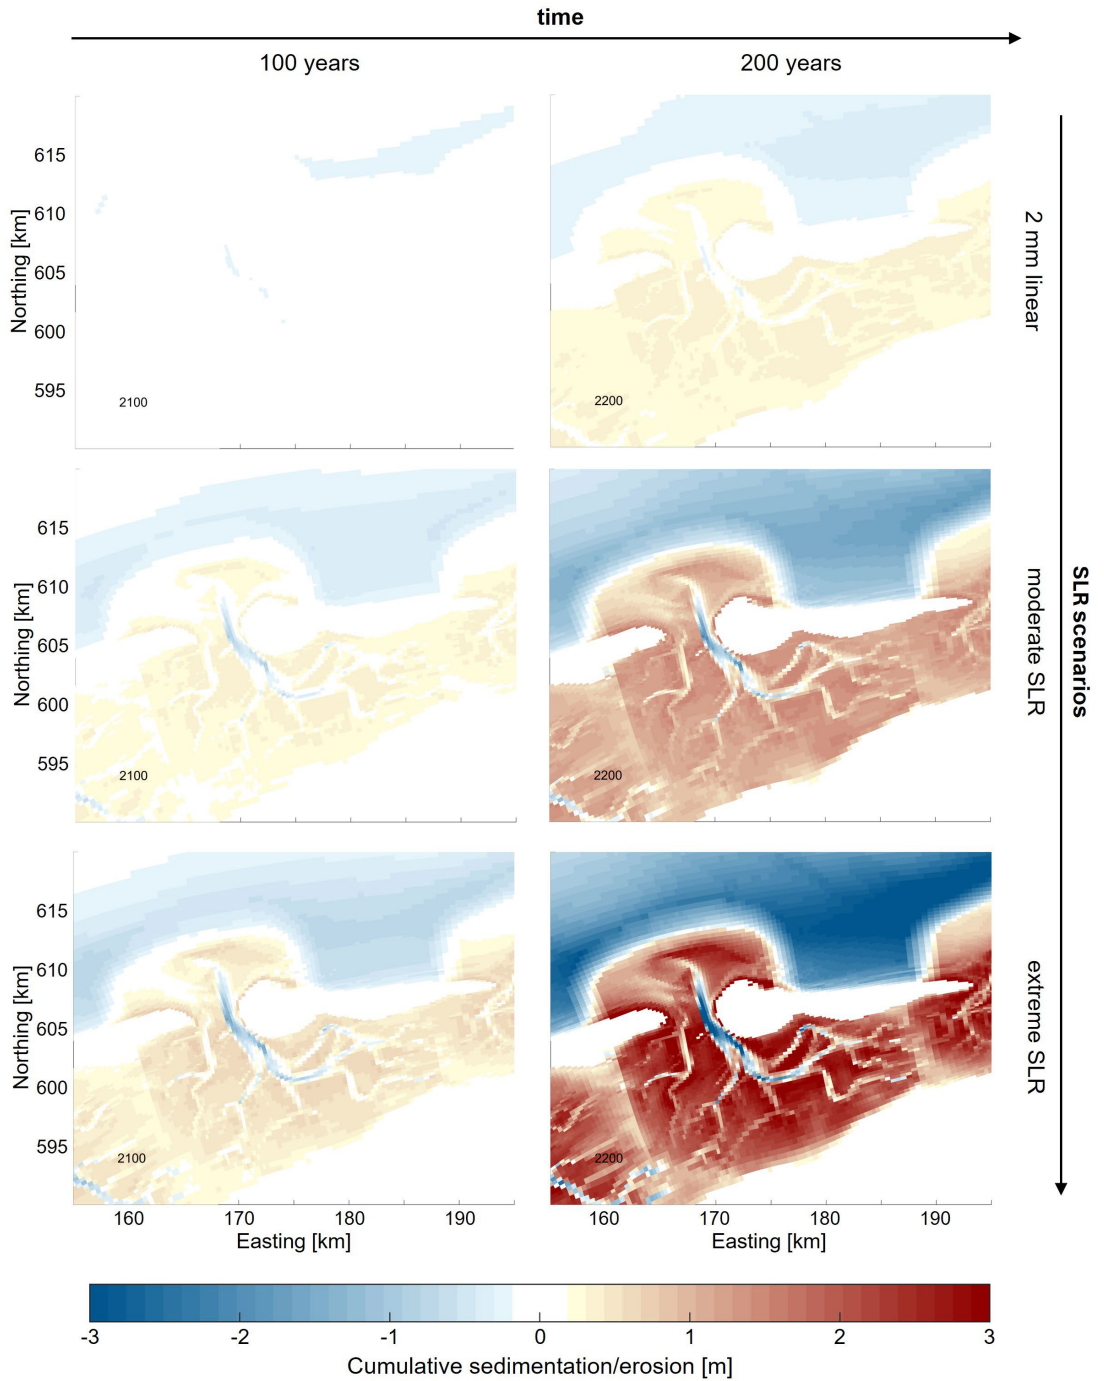 time
100 years
200 years
615
610
605
600
595
Northing [km]
2100
2200
2 mm linear
615
610
605
600
595
Northing [km]
2100
2200
moderate SLR
SLR scenarios
615
610
605
600
595
Northing [km]
2100
2200
extreme SLR
160
170
180
190
160
170
180
190
Easting [km]
Easting [km]
-3
-2
-1
0
1
2
3
Cumulative sedimentation/erosion [m]